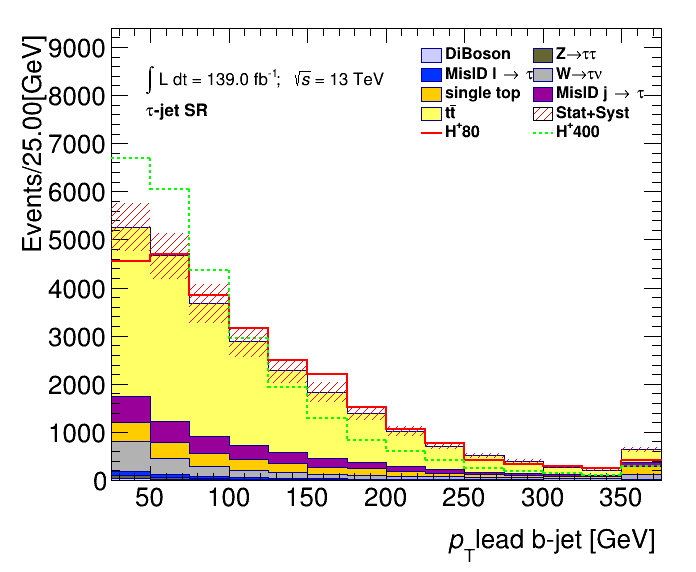 9000
8000
7000
6000
5000
4000
3000
2000
1000
0
Events/25.00[GeV]
∫ L dt = 139.0 fb⁻¹; √s = 13 TeV
τ-jet SR
DiBoson
Z→ττ
MisID l → τ
W→τν
single top
MisID j → τ
tt̄
Stat+Syst
H⁺80
H⁺400
50 100 150 200 250 300 350
p_T lead b-jet [GeV]